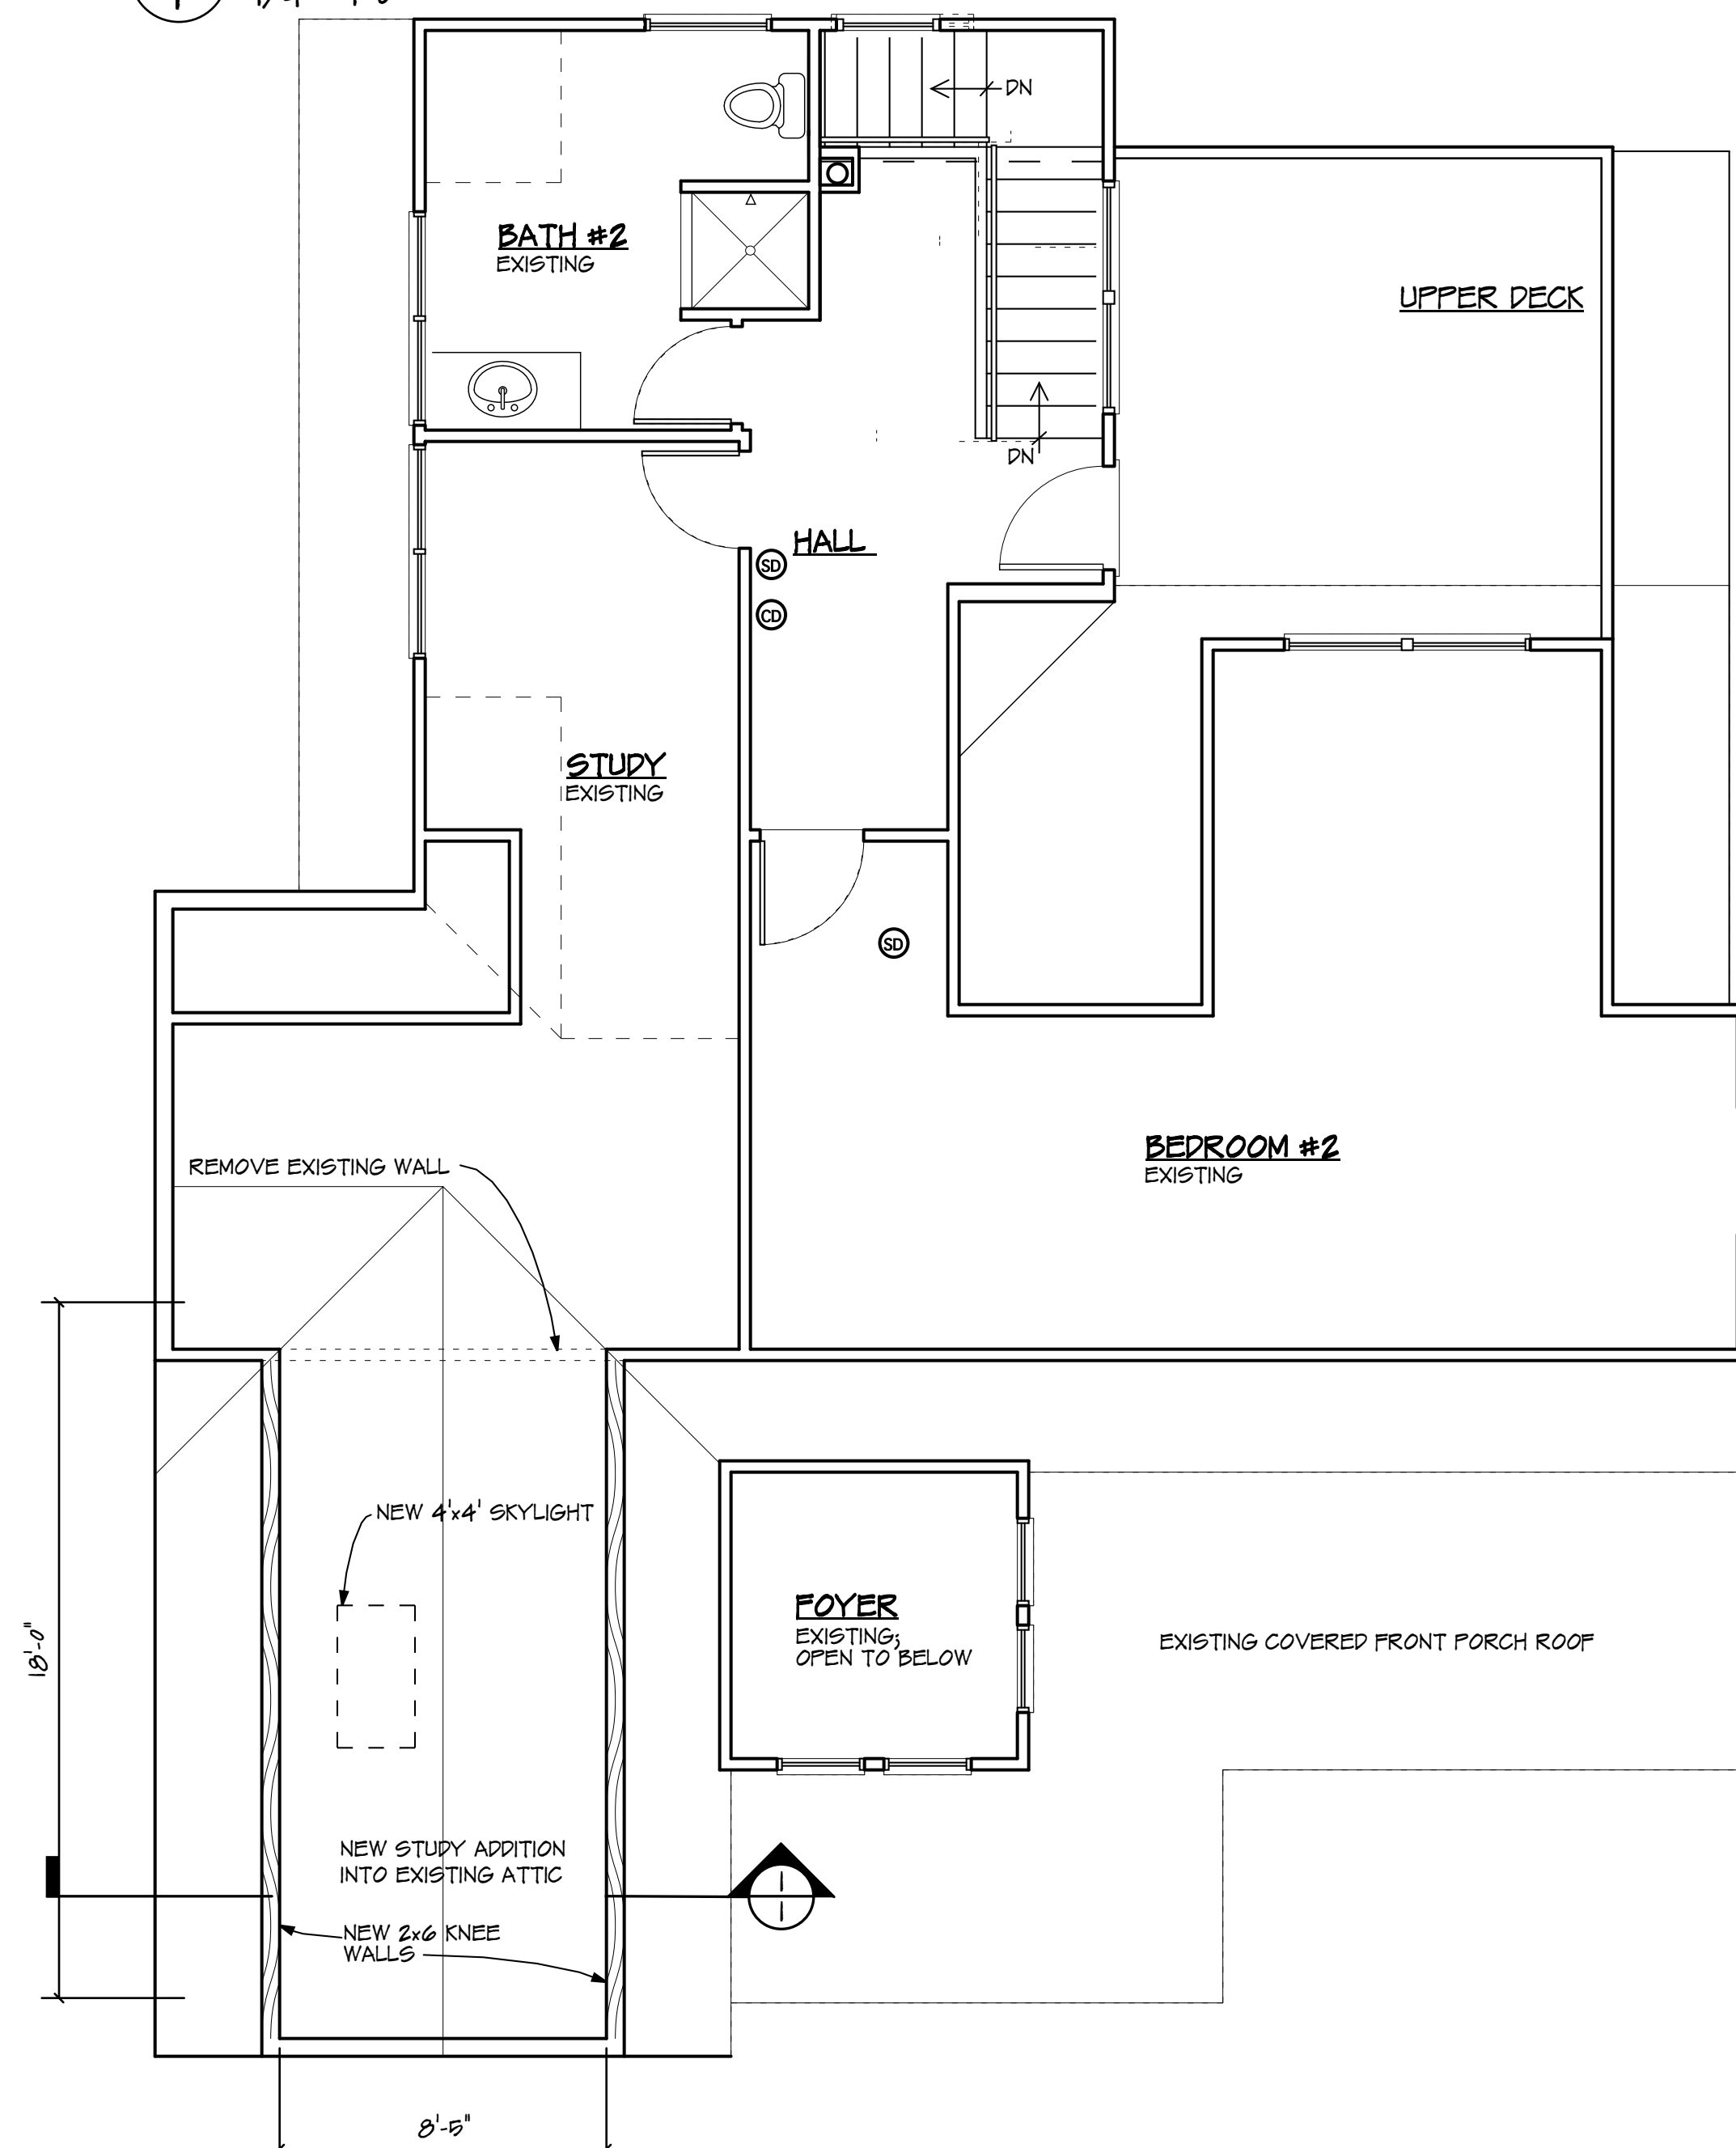 DN
BATH #2
EXISTING
UPPER DECK
DN
HALL
SD
CD
STUDY
EXISTING
SD
REMOVE EXISTING WALL
BEDROOM #2
EXISTING
NEW 4'x4' SKYLIGHT
FOYER
EXISTING;
OPEN TO BELOW
EXISTING COVERED FRONT PORCH ROOF
18'-0"
NEW STUDY ADDITION
INTO EXISTING ATTIC
NEW 2x6 KNEE
WALLS
8'-5"